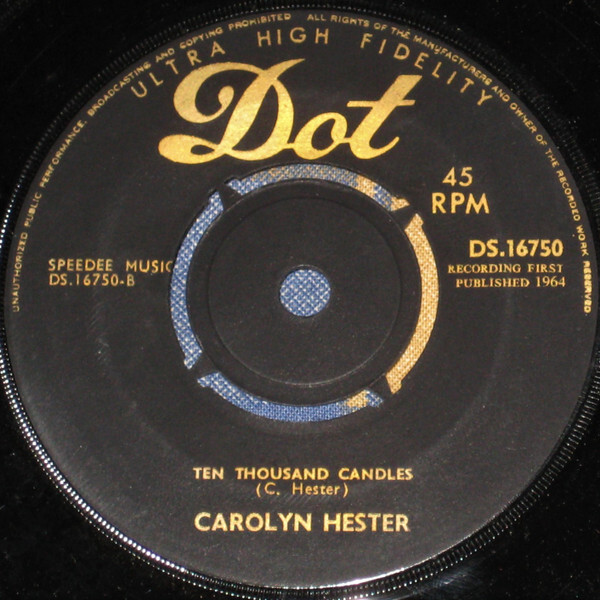 UNAUTHORIZED PUBLIC PERFORMANCE, BROADCASTING AND COPYING PROHIBITED ALL RIGHTS OF THE MANUFACTURERS AND OWNER OF THE RECORDED WORK RESERVED
ULTRA HIGH FIDELITY
Dot
45
RPM
SPEEDEE MUSIC
DS.16750-B
DS.16750
RECORDING FIRST
PUBLISHED 1964
TEN THOUSAND CANDLES
(C. Hester)
CAROLYN HESTER